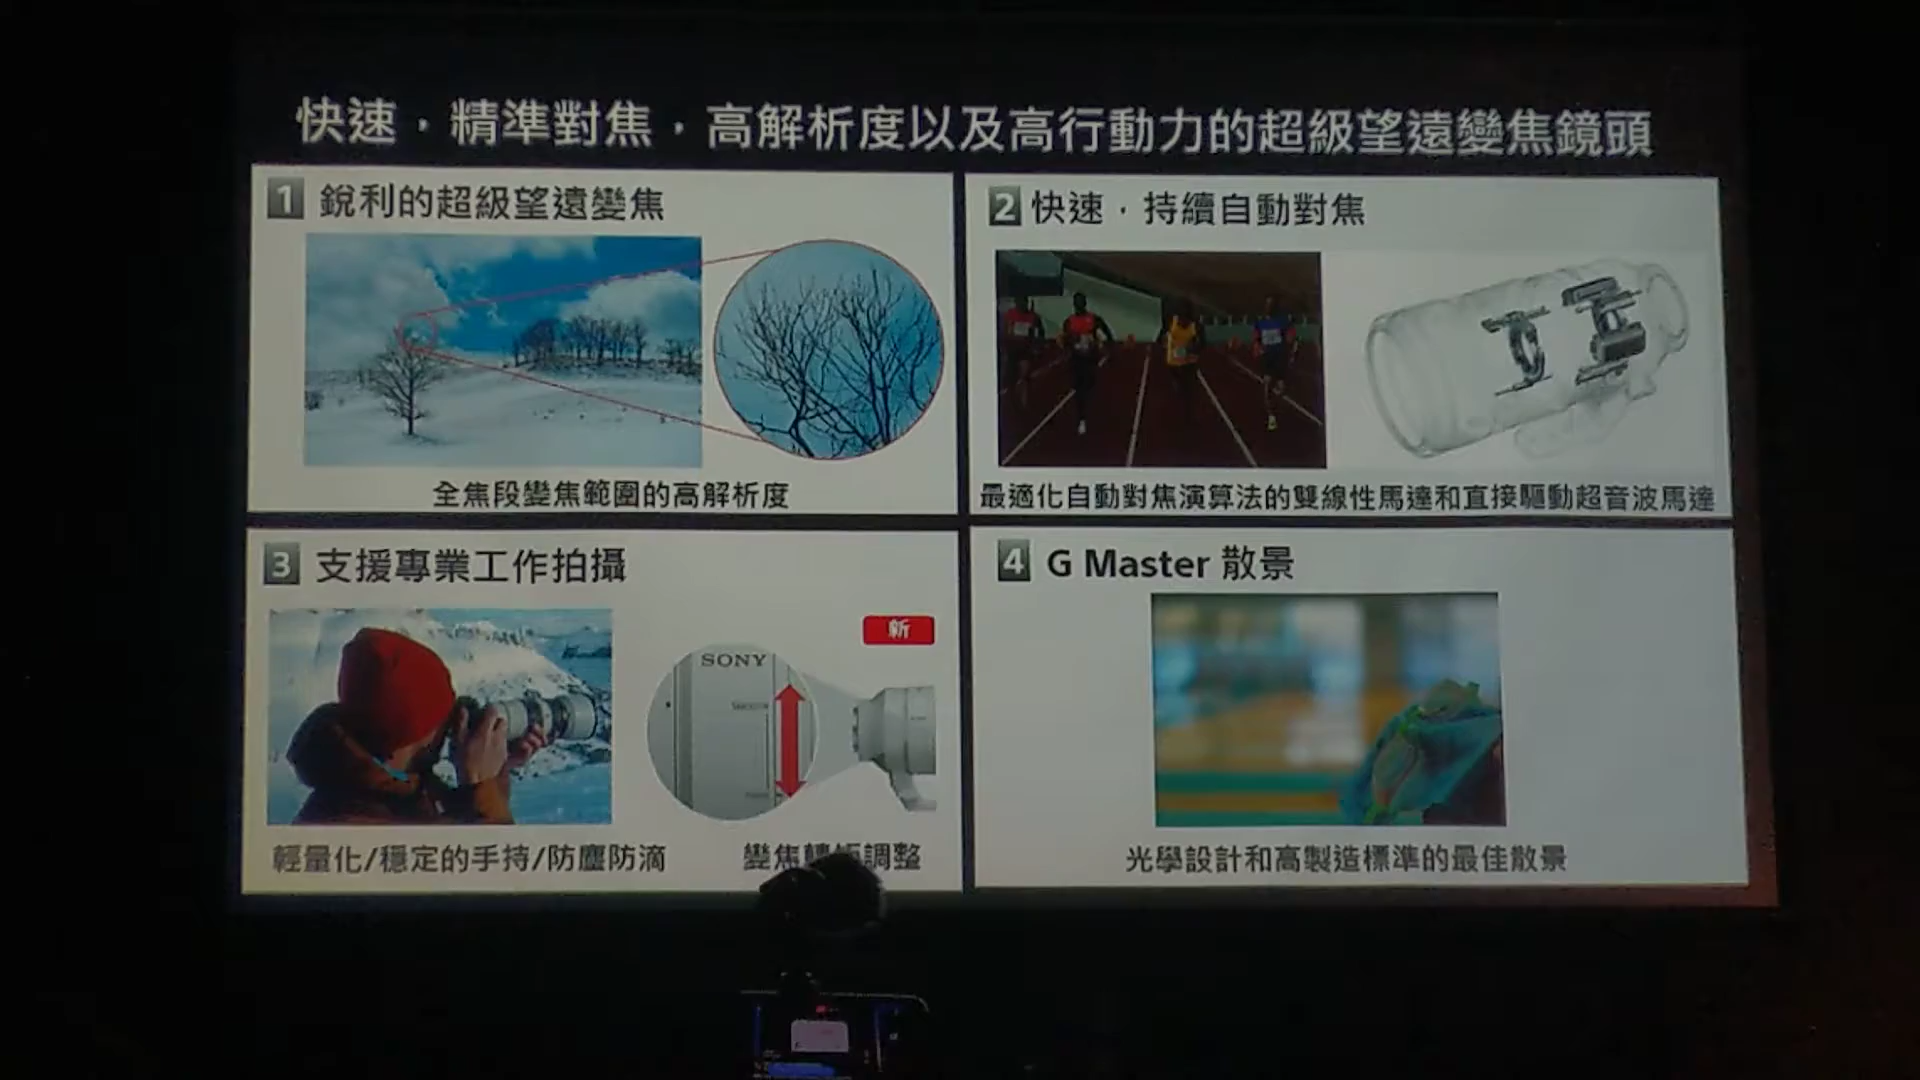 快速，精準對焦，高解析度以及高行動力的超級望遠變焦鏡頭
1 銳利的超級望遠變焦
全焦段變焦範圍的高解析度
2 快速，持續自動對焦
最適化自動對焦演算法的雙線性馬達和直接驅動超音波馬達
3 支援專業工作拍攝
新
SONY
輕量化/穩定的手持/防塵防滴
變焦轉矩調整
4 G Master 散景
光學設計和高製造標準的最佳散景